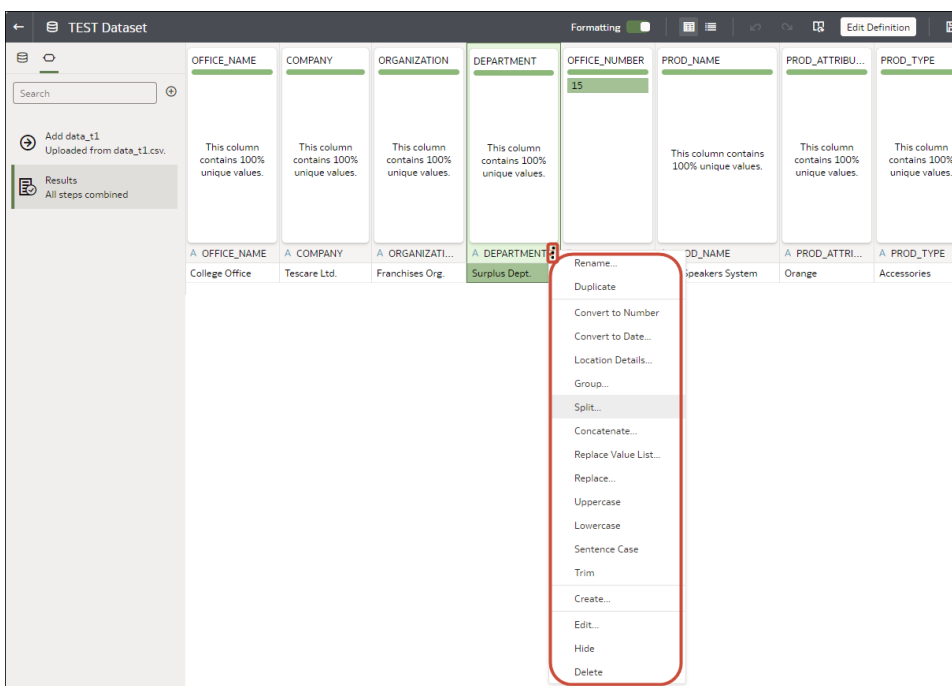 TEST Dataset
Formatting
Edit Definition
Search
Add data_t1
Uploaded from data_t1.csv.
Results
All steps combined
OFFICE_NAME
COMPANY
ORGANIZATION
DEPARTMENT
OFFICE_NUMBER
PROD_NAME
PROD_ATTRIBU...
PROD_TYPE
15
This column
contains 100%
unique values.
This column
contains 100%
unique values.
This column
contains 100%
unique values.
This column
contains 100%
unique values.
This column contains
100% unique values.
This column
contains 100%
unique values.
This column
contains 100%
unique values.
A OFFICE_NAME
A COMPANY
A ORGANIZATI...
A DEPARTMENT
OD_NAME
A PROD_ATTRI...
A PROD_TYPE
College Office
Tescare Ltd.
Franchises Org.
Surplus Dept.
Speakers System
Orange
Accessories
Rename...
Duplicate
Convert to Number
Convert to Date...
Location Details...
Group...
Split...
Concatenate...
Replace Value List...
Replace...
Uppercase
Lowercase
Sentence Case
Trim
Create...
Edit...
Hide
Delete